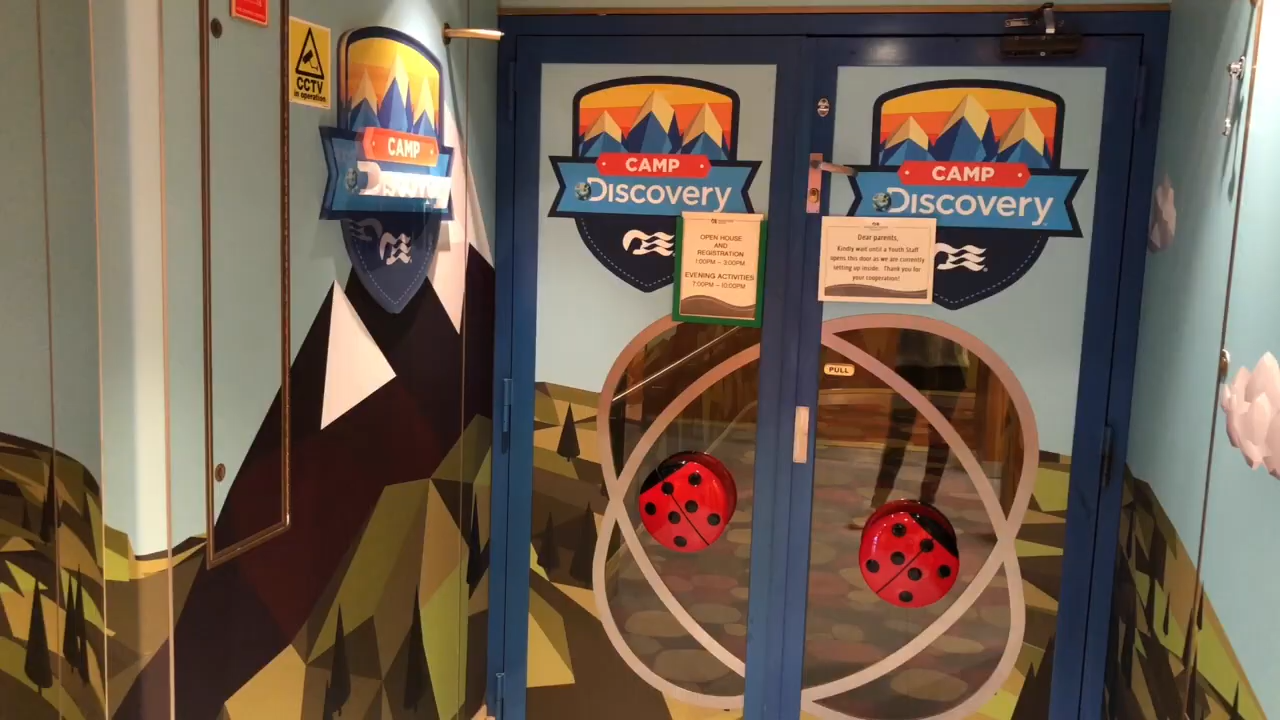 CCTV
in operation
CAMP
Discovery
CAMP
Discovery
OPEN HOUSE
AND
REGISTRATION
1:00PM – 3:00PM
EVENING ACTIVITIES
7:00PM – 10:00PM
CAMP
Discovery
Dear parents,
Kindly wait until a Youth Staff
opens this door as we are currently
setting up inside. Thank you for
your cooperation!
PULL